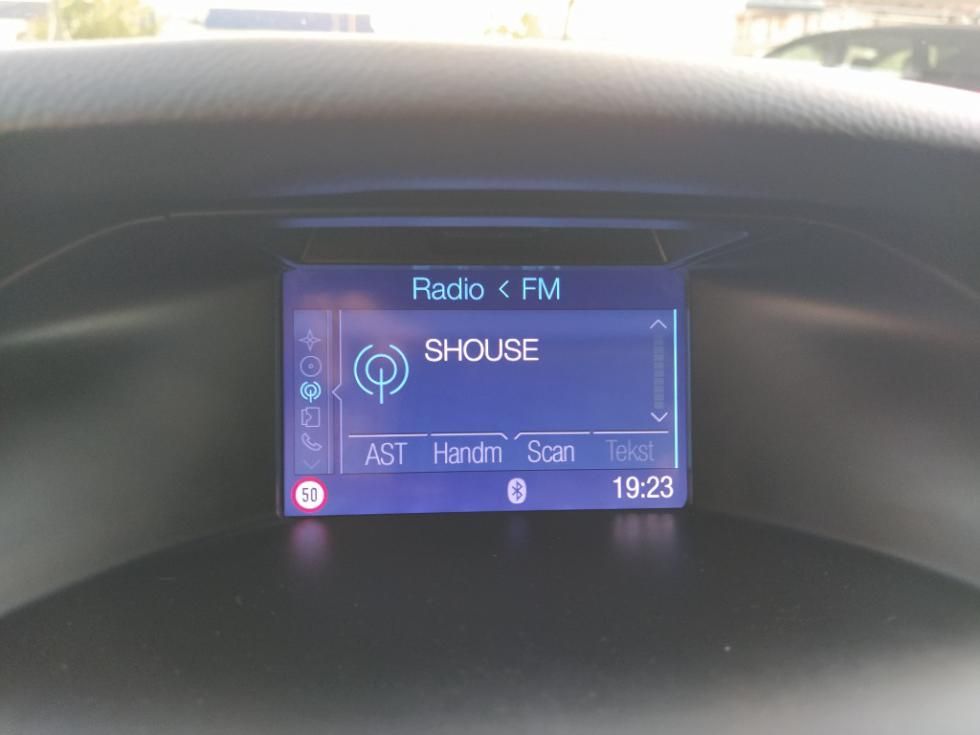 Radio < FM
SHOUSE
AST Handm Scan Tekst
50 19:23